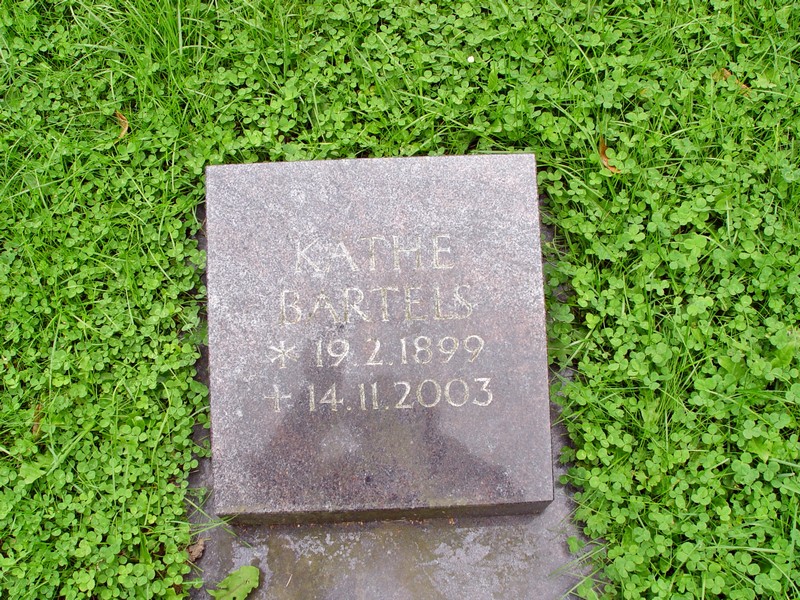 KATHE
BARTELS
* 19.2.1899
+ 14.11.2003